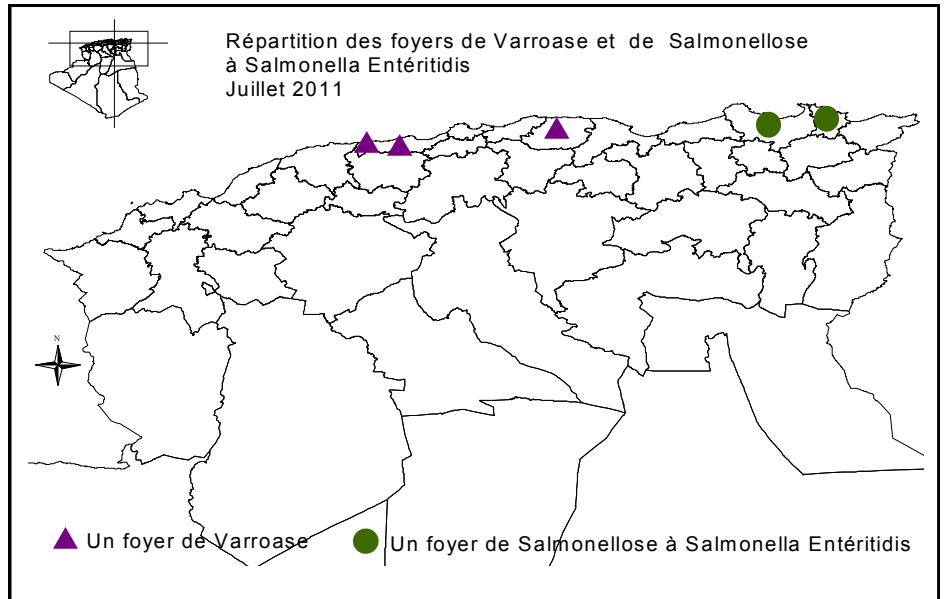 Répartition des foyers de Varroase et de Salmonellose
à Salmonella Entéritidis
Juillet 2011
N
Un foyer de Varroase
Un foyer de Salmonellose à Salmonella Entéritidis